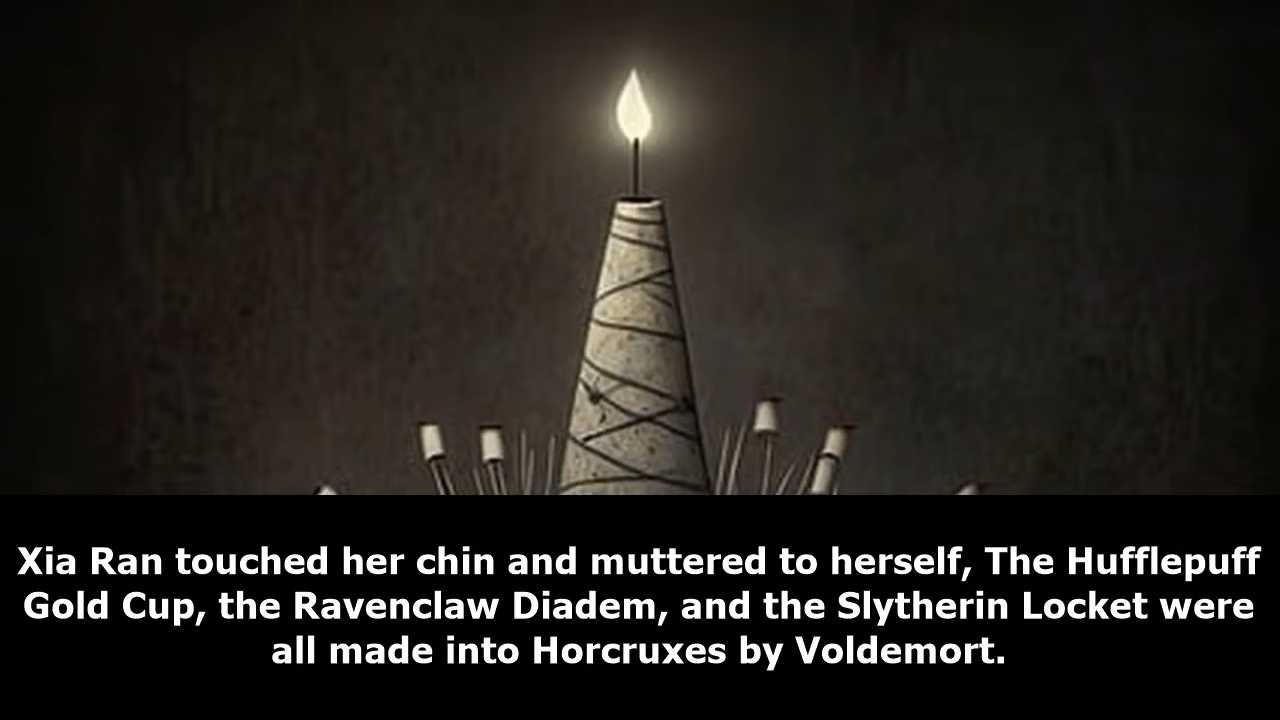 Xia Ran touched her chin and muttered to herself, The Hufflepuff
Gold Cup, the Ravenclaw Diadem, and the Slytherin Locket were
all made into Horcruxes by Voldemort.